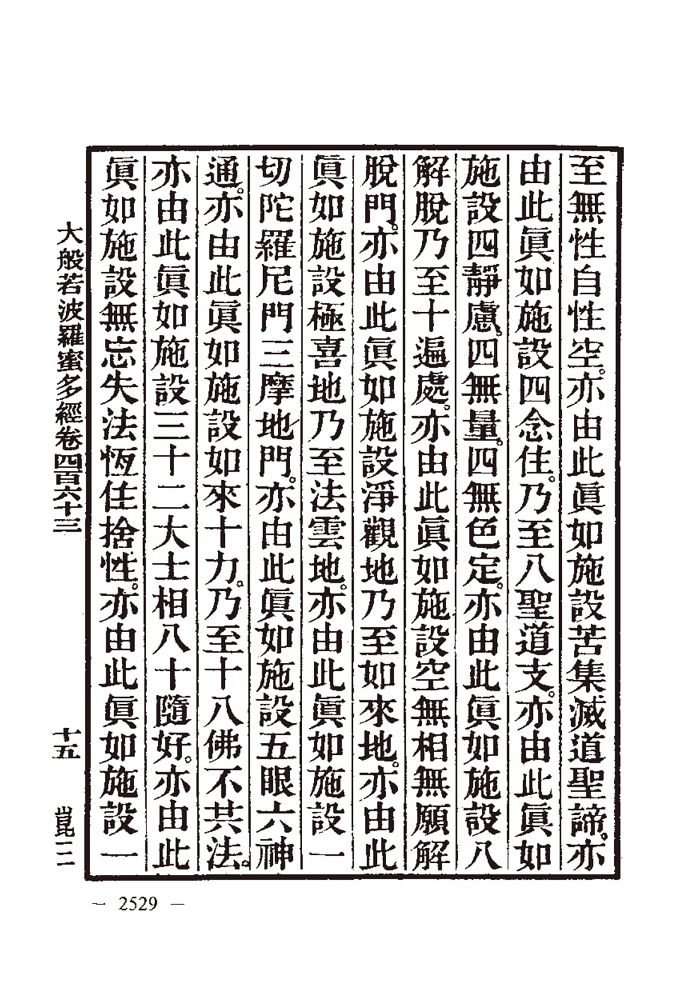 至無性自性空。亦由此眞如施設苦集滅道聖諦。亦
由此眞如施設四念住。乃至八聖道支。亦由此眞如
施設四靜慮。四無量。四無色定。亦由此眞如施設八
解脫乃至十遍處。亦由此眞如施設空無相無願解
脫門。亦由此眞如施設淨觀地乃至如來地。亦由此
眞如施設極喜地乃至法雲地。亦由此眞如施設一
切陀羅尼門三摩地門。亦由此眞如施設五眼六神
通。亦由此眞如施設如來十力。乃至十八佛不共法。
亦由此眞如施設三十二大士相八十隨好。亦由此
眞如施設無忘失法恆住捨性。亦由此眞如施設一
大般若波羅蜜多經卷四百六十三
十五
崑三
— 2529 —